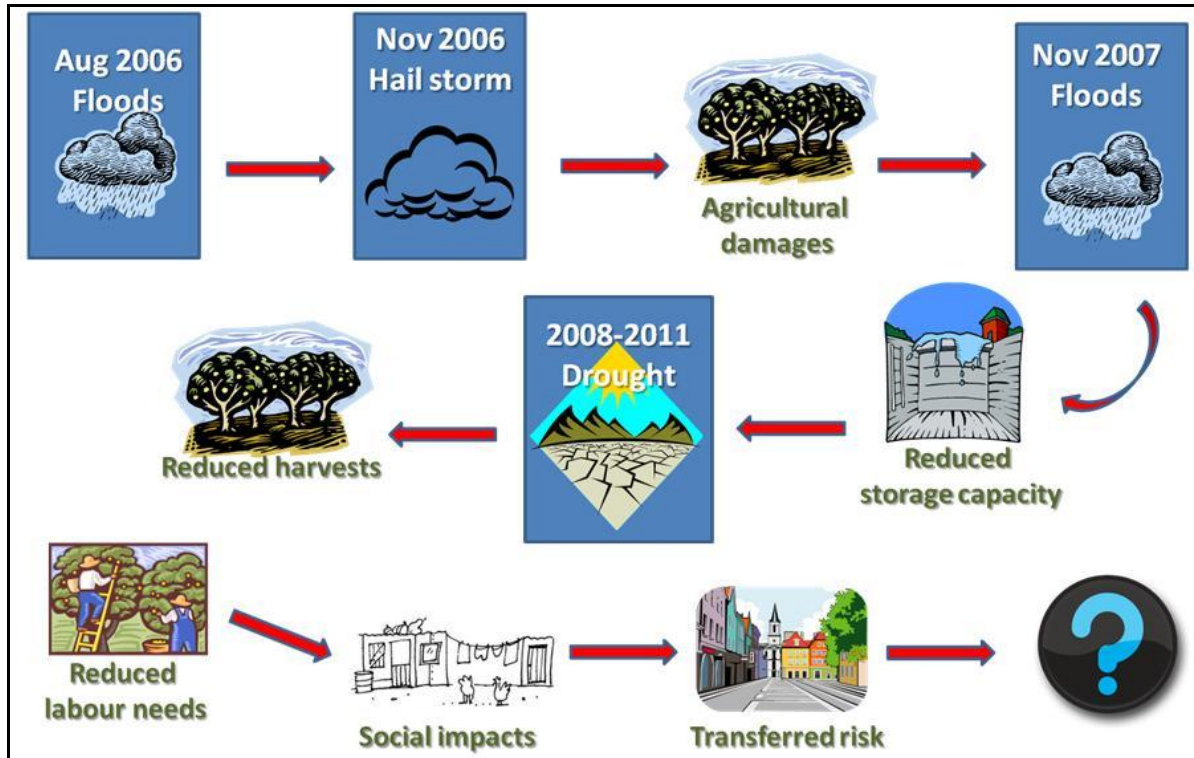 Aug 2006
Floods
Nov 2006
Hail storm
Agricultural
damages
Nov 2007
Floods
Reduced
storage capacity
2008-2011
Drought
Reduced harvests
Reduced
labour needs
Social impacts
Transferred risk
?